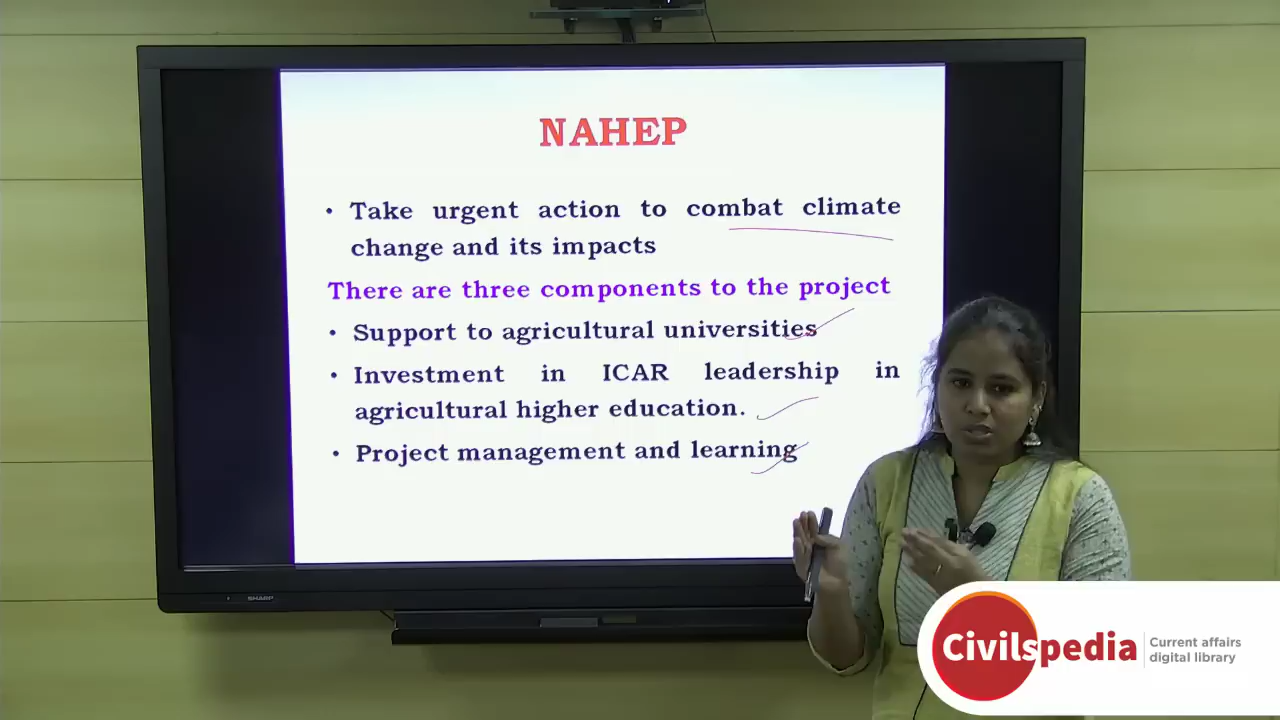 NAHEP
• Take urgent action to combat climate
change and its impacts
There are three components to the project
• Support to agricultural universities
• Investment in ICAR leadership in
agricultural higher education.
• Project management and learning
SHARP
Civilspedia
Current affairs
digital library